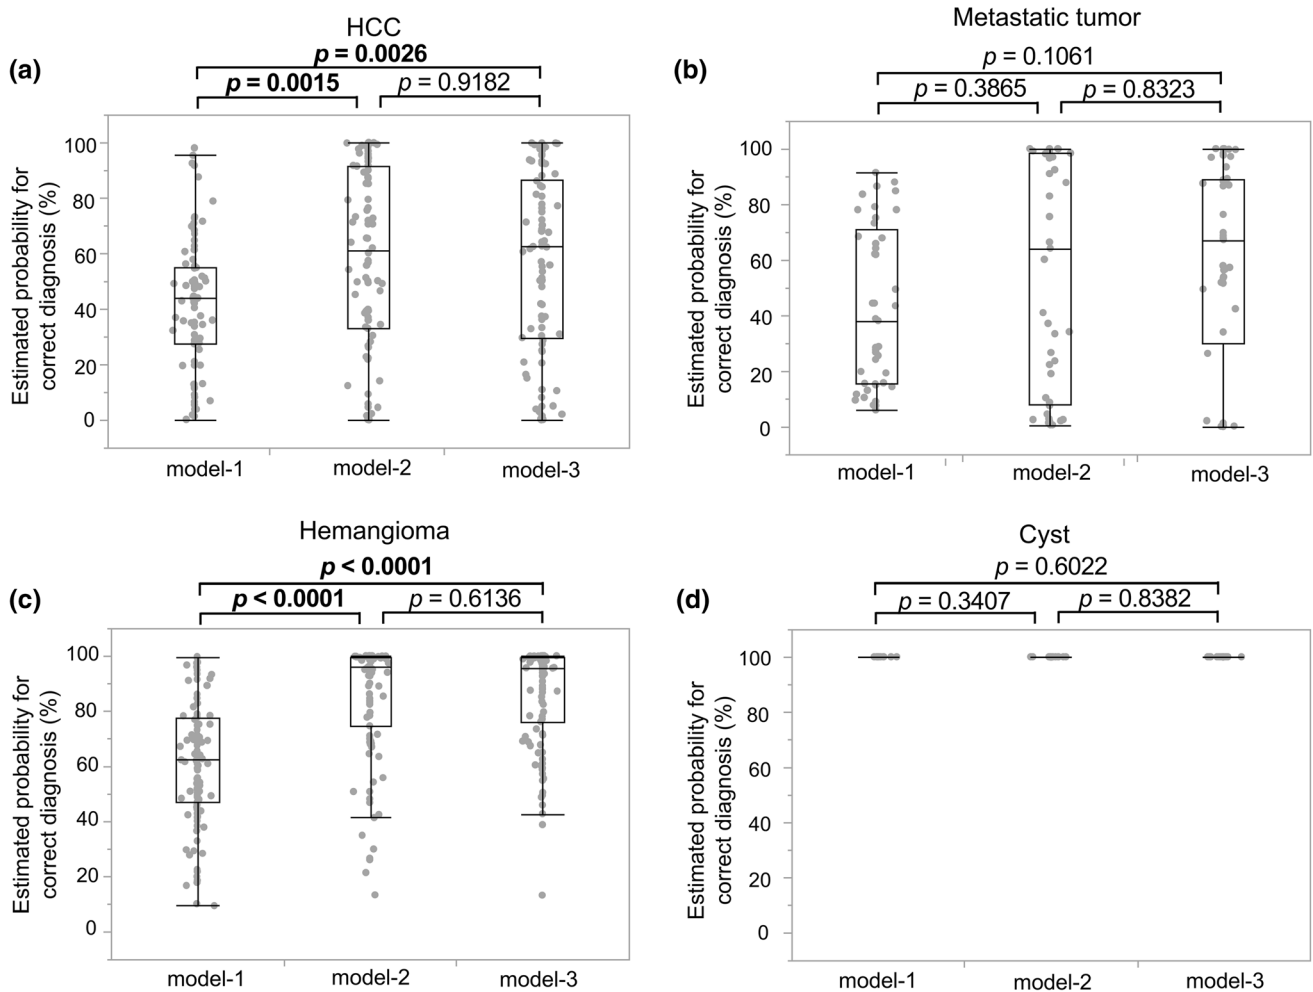 (a)
HCC
p = 0.0026
p = 0.0015
p = 0.9182
Estimated probability for
correct diagnosis (%)
100
80
60
40
20
0
model-1
model-2
model-3
(b)
Metastatic tumor
p = 0.1061
p = 0.3865
p = 0.8323
Estimated probability for
correct diagnosis (%)
100
80
60
40
20
0
model-1
model-2
model-3
(c)
Hemangioma
p < 0.0001
p < 0.0001
p = 0.6136
Estimated probability for
correct diagnosis (%)
100
80
60
40
20
0
model-1
model-2
model-3
(d)
Cyst
p = 0.6022
p = 0.3407
p = 0.8382
Estimated probability for
correct diagnosis (%)
100
80
60
40
20
0
model-1
model-2
model-3